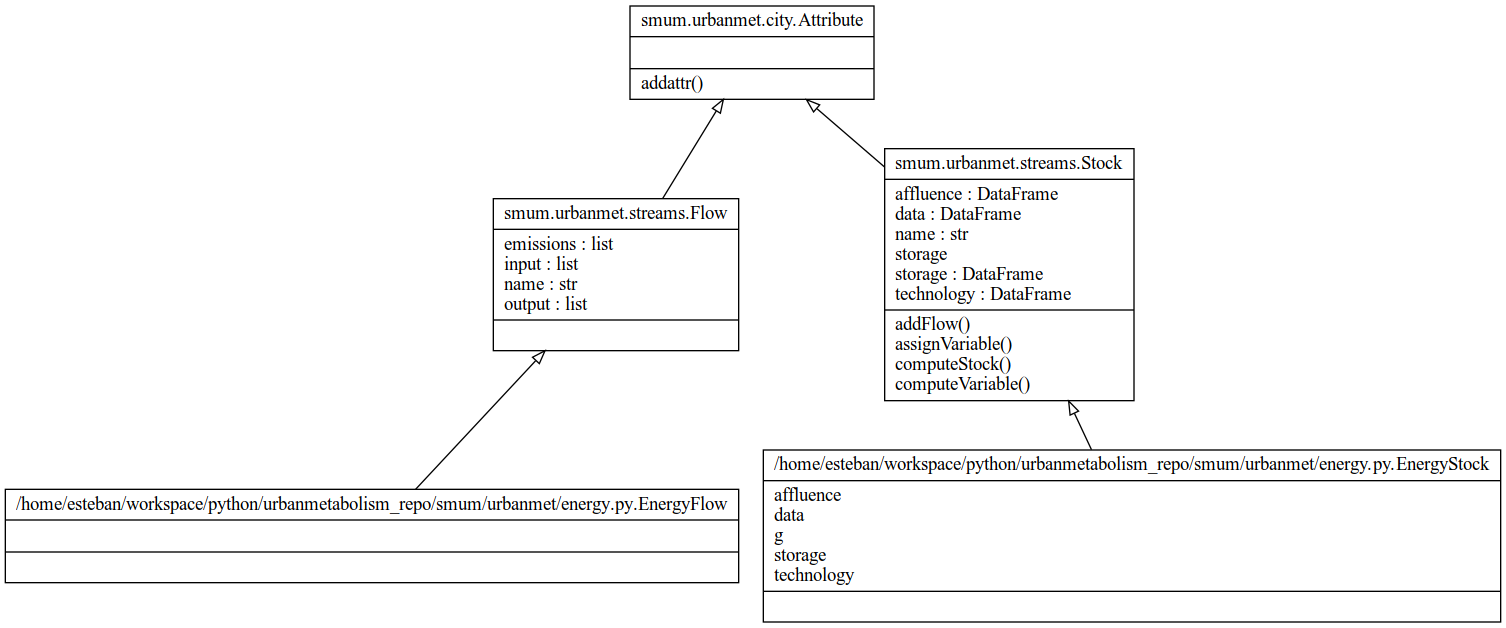 smum.urbanmet.city.Attribute
addattr()
smum.urbanmet.streams.Flow
emissions : list
input : list
name : str
output : list
smum.urbanmet.streams.Stock
affluence : DataFrame
data : DataFrame
name : str
storage
storage : DataFrame
technology : DataFrame
addFlow()
assignVariable()
computeStock()
computeVariable()
/home/esteban/workspace/python/urbanmetabolism_repo/smum/urbanmet/energy.py.EnergyFlow
/home/esteban/workspace/python/urbanmetabolism_repo/smum/urbanmet/energy.py.EnergyStock
affluence
data
g
storage
technology